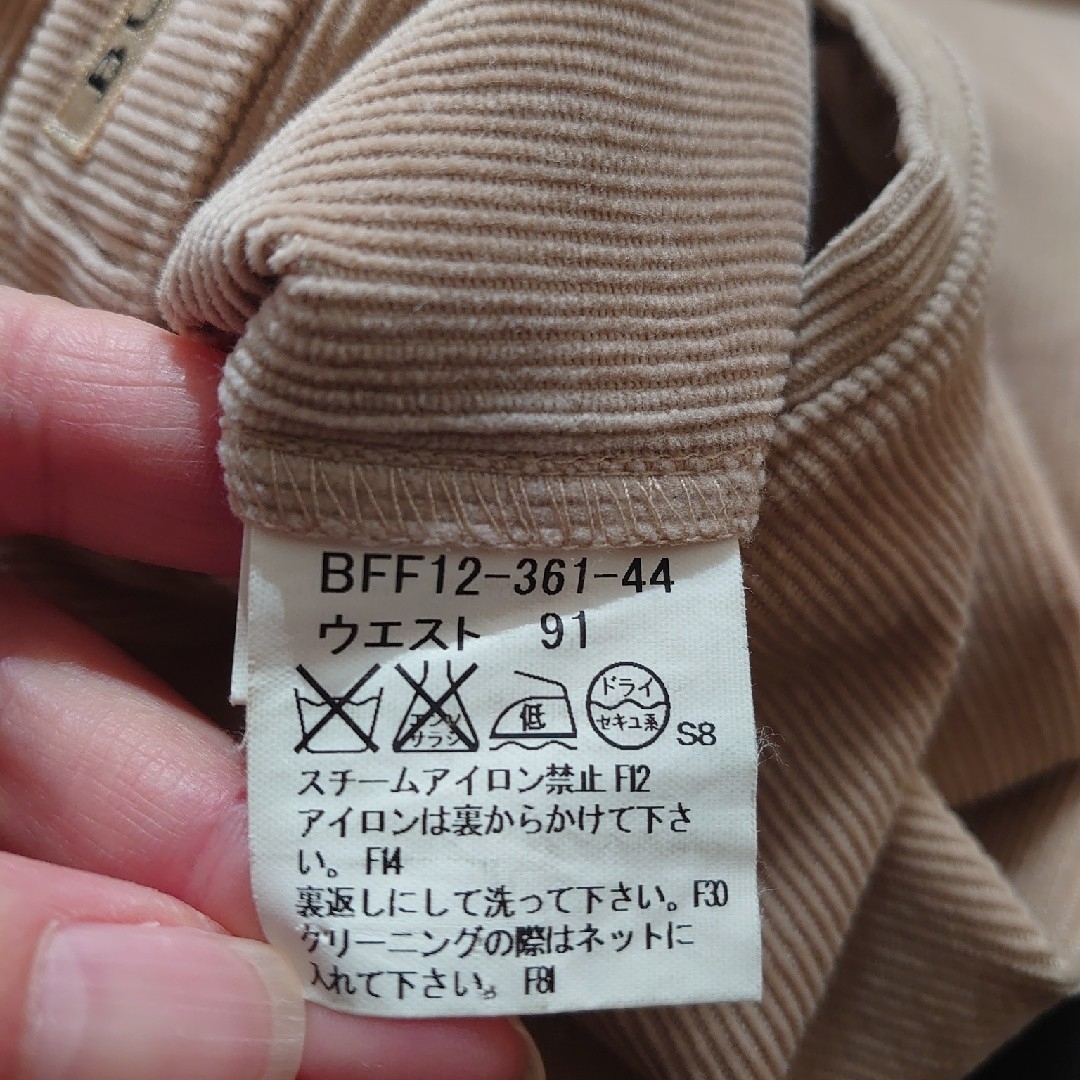 BFF12-361-44
ウエスト 91
エンソ
サラシ
低
ドライ
セキユ系
S8
スチームアイロン禁止 F12
アイロンは裏からかけて下さ
い。 F14
裏返しにして洗って下さい。F30
クリーニングの際はネットに
入れて下さい。 F81